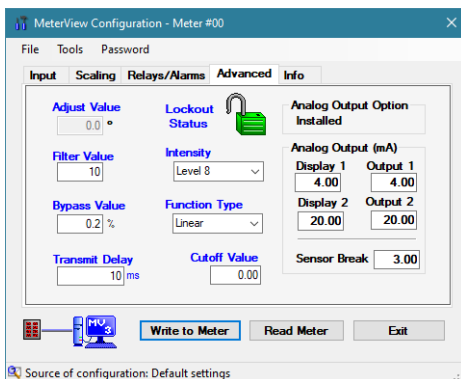 MeterView Configuration - Meter #00
File Tools Password
Input Scaling Relays/Alarms Advanced Info
Adjust Value
0.0 °
Filter Value
10
Bypass Value
0.2 %
Transmit Delay
10 ms
Lockout
Status
Intensity
Level 8
Function Type
Linear
Cutoff Value
0.00
Analog Output Option
Installed
Analog Output (mA)
Display 1 Output 1
4.00 4.00
Display 2 Output 2
20.00 20.00
Sensor Break 3.00
MV
3
Write to Meter Read Meter Exit
Source of configuration: Default settings